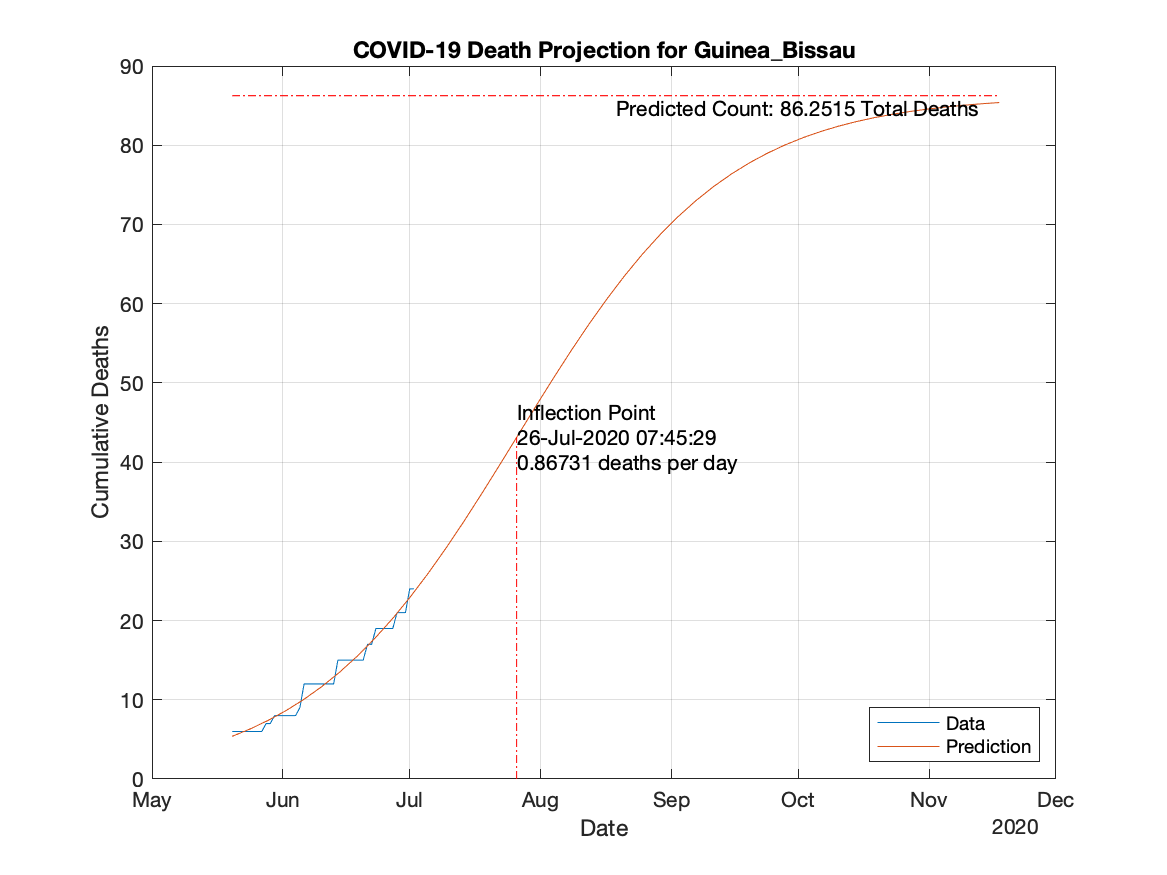 COVID-19 Death Projection for Guinea_Bissau
90
80
70
60
50
40
30
20
10
0
Cumulative Deaths
Predicted Count: 86.2515 Total Deaths
Inflection Point
26-Jul-2020 07:45:29
0.86731 deaths per day
Data
Prediction
May Jun Jul Aug Sep Oct Nov Dec
Date
2020